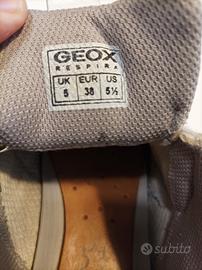 GEOX
RESPIRA
UK EUR US
5 38 5½
subito